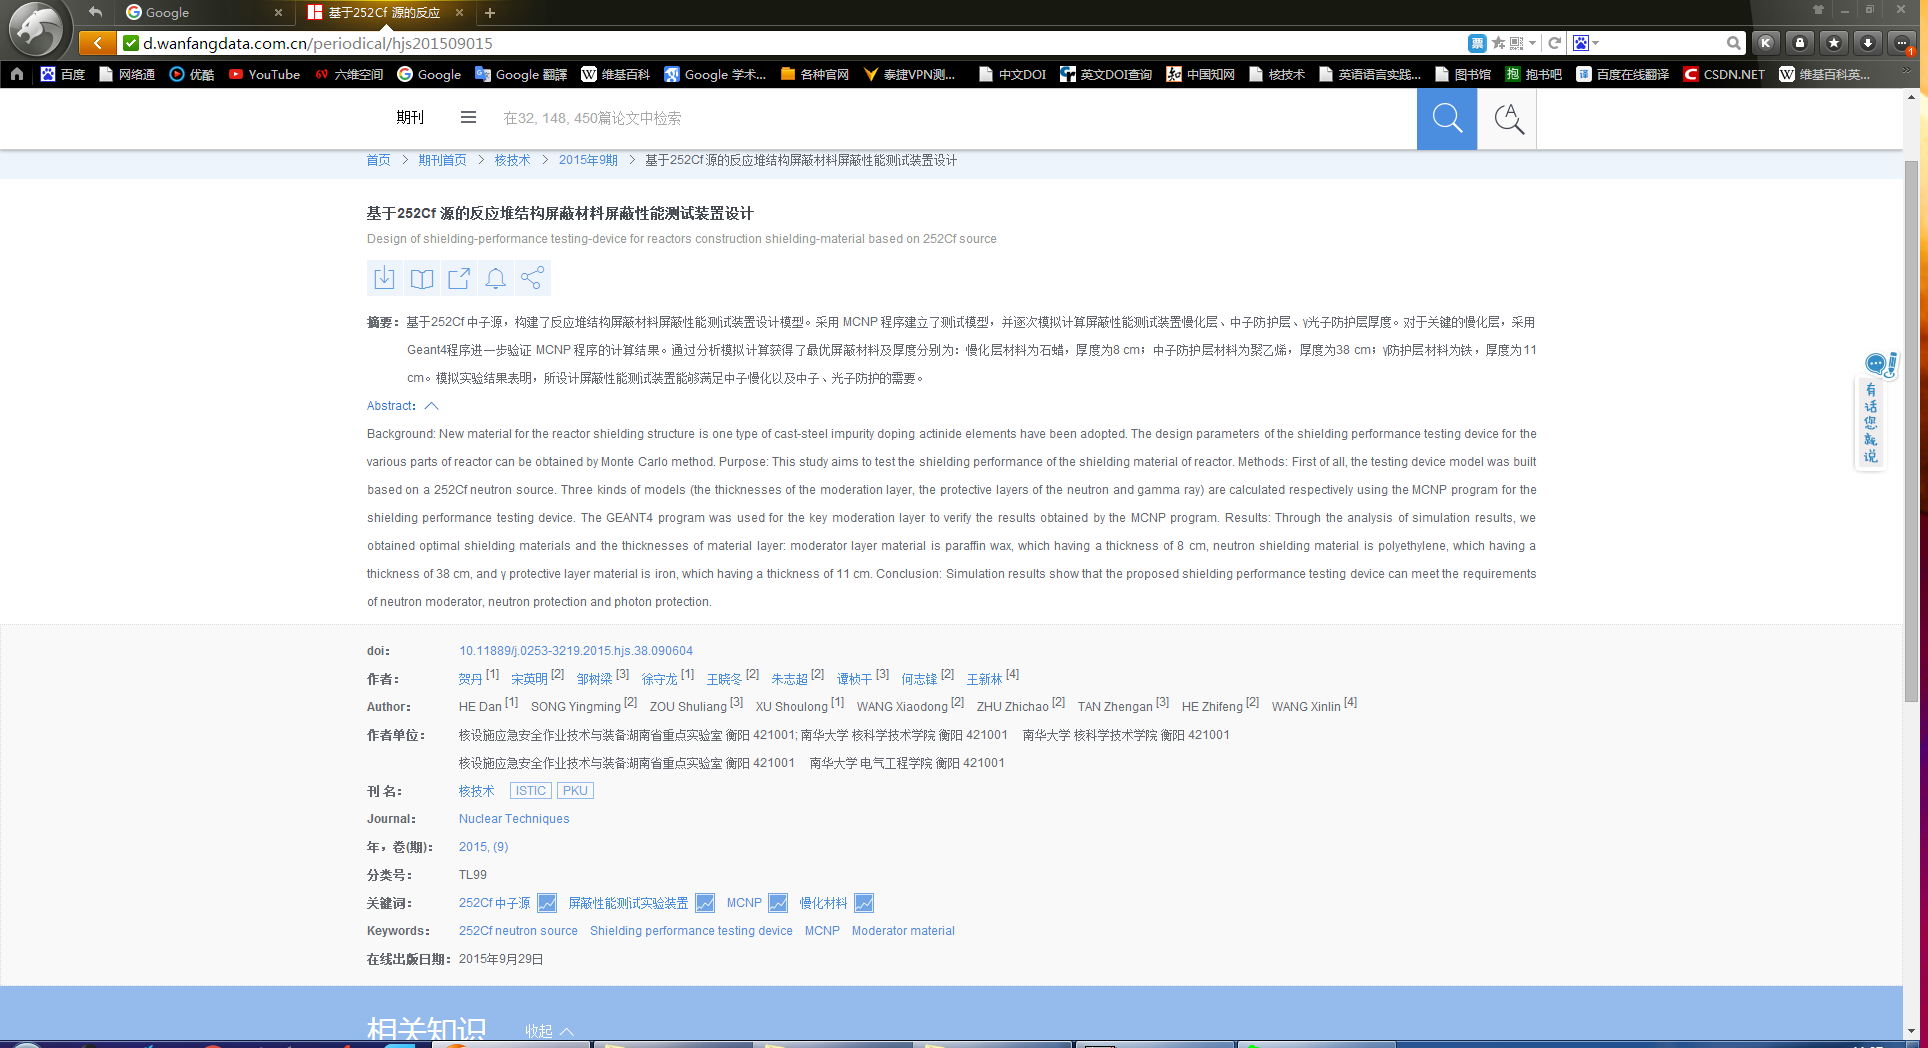 Google
基于252Cf 源的反应
d.wanfangdata.com.cn/periodical/hjs201509015
票
百度 网络通 优酷 YouTube 六维空间 Google Google 翻譯 维基百科 Google 学术... 各种官网 泰捷VPN测... 中文DOI 英文DOI查询 中国知网 核技术 英语语言实践... 图书馆 抱书吧 百度在线翻译 CSDN.NET 维基百科英...
期刊 在32, 148, 450篇论文中检索
首页 > 期刊首页 > 核技术 > 2015年9期 > 基于252Cf 源的反应堆结构屏蔽材料屏蔽性能测试装置设计
基于252Cf 源的反应堆结构屏蔽材料屏蔽性能测试装置设计
Design of shielding-performance testing-device for reactors construction shielding-material based on 252Cf source
摘要：基于252Cf 中子源，构建了反应堆结构屏蔽材料屏蔽性能测试装置设计模型。采用 MCNP 程序建立了测试模型，并逐次模拟计算屏蔽性能测试装置慢化层、中子防护层、γ光子防护层厚度。对于关键的慢化层，采用
Geant4程序进一步验证 MCNP 程序的计算结果。通过分析模拟计算获得了最优屏蔽材料及厚度分别为：慢化层材料为石蜡，厚度为8 cm；中子防护层材料为聚乙烯，厚度为38 cm；γ防护层材料为铁，厚度为11
cm。模拟实验结果表明，所设计屏蔽性能测试装置能够满足中子慢化以及中子、光子防护的需要。
Abstract：
Background: New material for the reactor shielding structure is one type of cast-steel impurity doping actinide elements have been adopted. The design parameters of the shielding performance testing device for the
various parts of reactor can be obtained by Monte Carlo method. Purpose: This study aims to test the shielding performance of the shielding material of reactor. Methods: First of all, the testing device model was built
based on a 252Cf neutron source. Three kinds of models (the thicknesses of the moderation layer, the protective layers of the neutron and gamma ray) are calculated respectively using the MCNP program for the
shielding performance testing device. The GEANT4 program was used for the key moderation layer to verify the results obtained by the MCNP program. Results: Through the analysis of simulation results, we
obtained optimal shielding materials and the thicknesses of material layer: moderator layer material is paraffin wax, which having a thickness of 8 cm, neutron shielding material is polyethylene, which having a
thickness of 38 cm, and γ protective layer material is iron, which having a thickness of 11 cm. Conclusion: Simulation results show that the proposed shielding performance testing device can meet the requirements
of neutron moderator, neutron protection and photon protection.
有话您就说
doi： 10.11889/j.0253-3219.2015.hjs.38.090604
作者： 贺丹 [1] 宋英明 [2] 邹树梁 [3] 徐守龙 [1] 王晓冬 [2] 朱志超 [2] 谭桢干 [3] 何志锋 [2] 王新林 [4]
Author： HE Dan [1] SONG Yingming [2] ZOU Shuliang [3] XU Shoulong [1] WANG Xiaodong [2] ZHU Zhichao [2] TAN Zhengan [3] HE Zhifeng [2] WANG Xinlin [4]
作者单位： 核设施应急安全作业技术与装备湖南省重点实验室 衡阳 421001; 南华大学 核科学技术学院 衡阳 421001 南华大学 核科学技术学院 衡阳 421001
核设施应急安全作业技术与装备湖南省重点实验室 衡阳 421001 南华大学 电气工程学院 衡阳 421001
刊 名： 核技术 ISTIC PKU
Journal： Nuclear Techniques
年，卷(期)： 2015, (9)
分类号： TL99
关键词： 252Cf 中子源 屏蔽性能测试实验装置 MCNP 慢化材料
Keywords： 252Cf neutron source Shielding performance testing device MCNP Moderator material
在线出版日期： 2015年9月29日
相关知识 收起